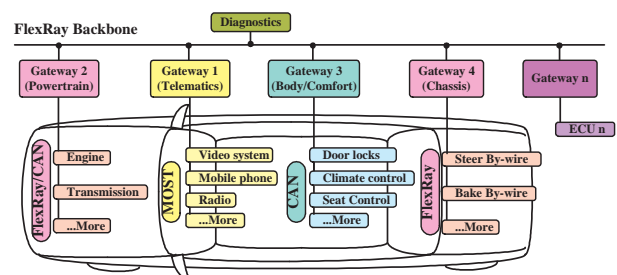 Diagnostics
FlexRay Backbone
Gateway 2
(Powertrain)
Gateway 1
(Telematics)
Gateway 3
(Body/Comfort)
Gateway 4
(Chassis)
Gateway n
ECU n
FlexRay/CAN
Engine
Transmission
...More
MOST
Video system
Mobile phone
Radio
...More
CAN
Door locks
Climate control
Seat Control
...More
FlexRay
Steer By-wire
Bake By-wire
...More